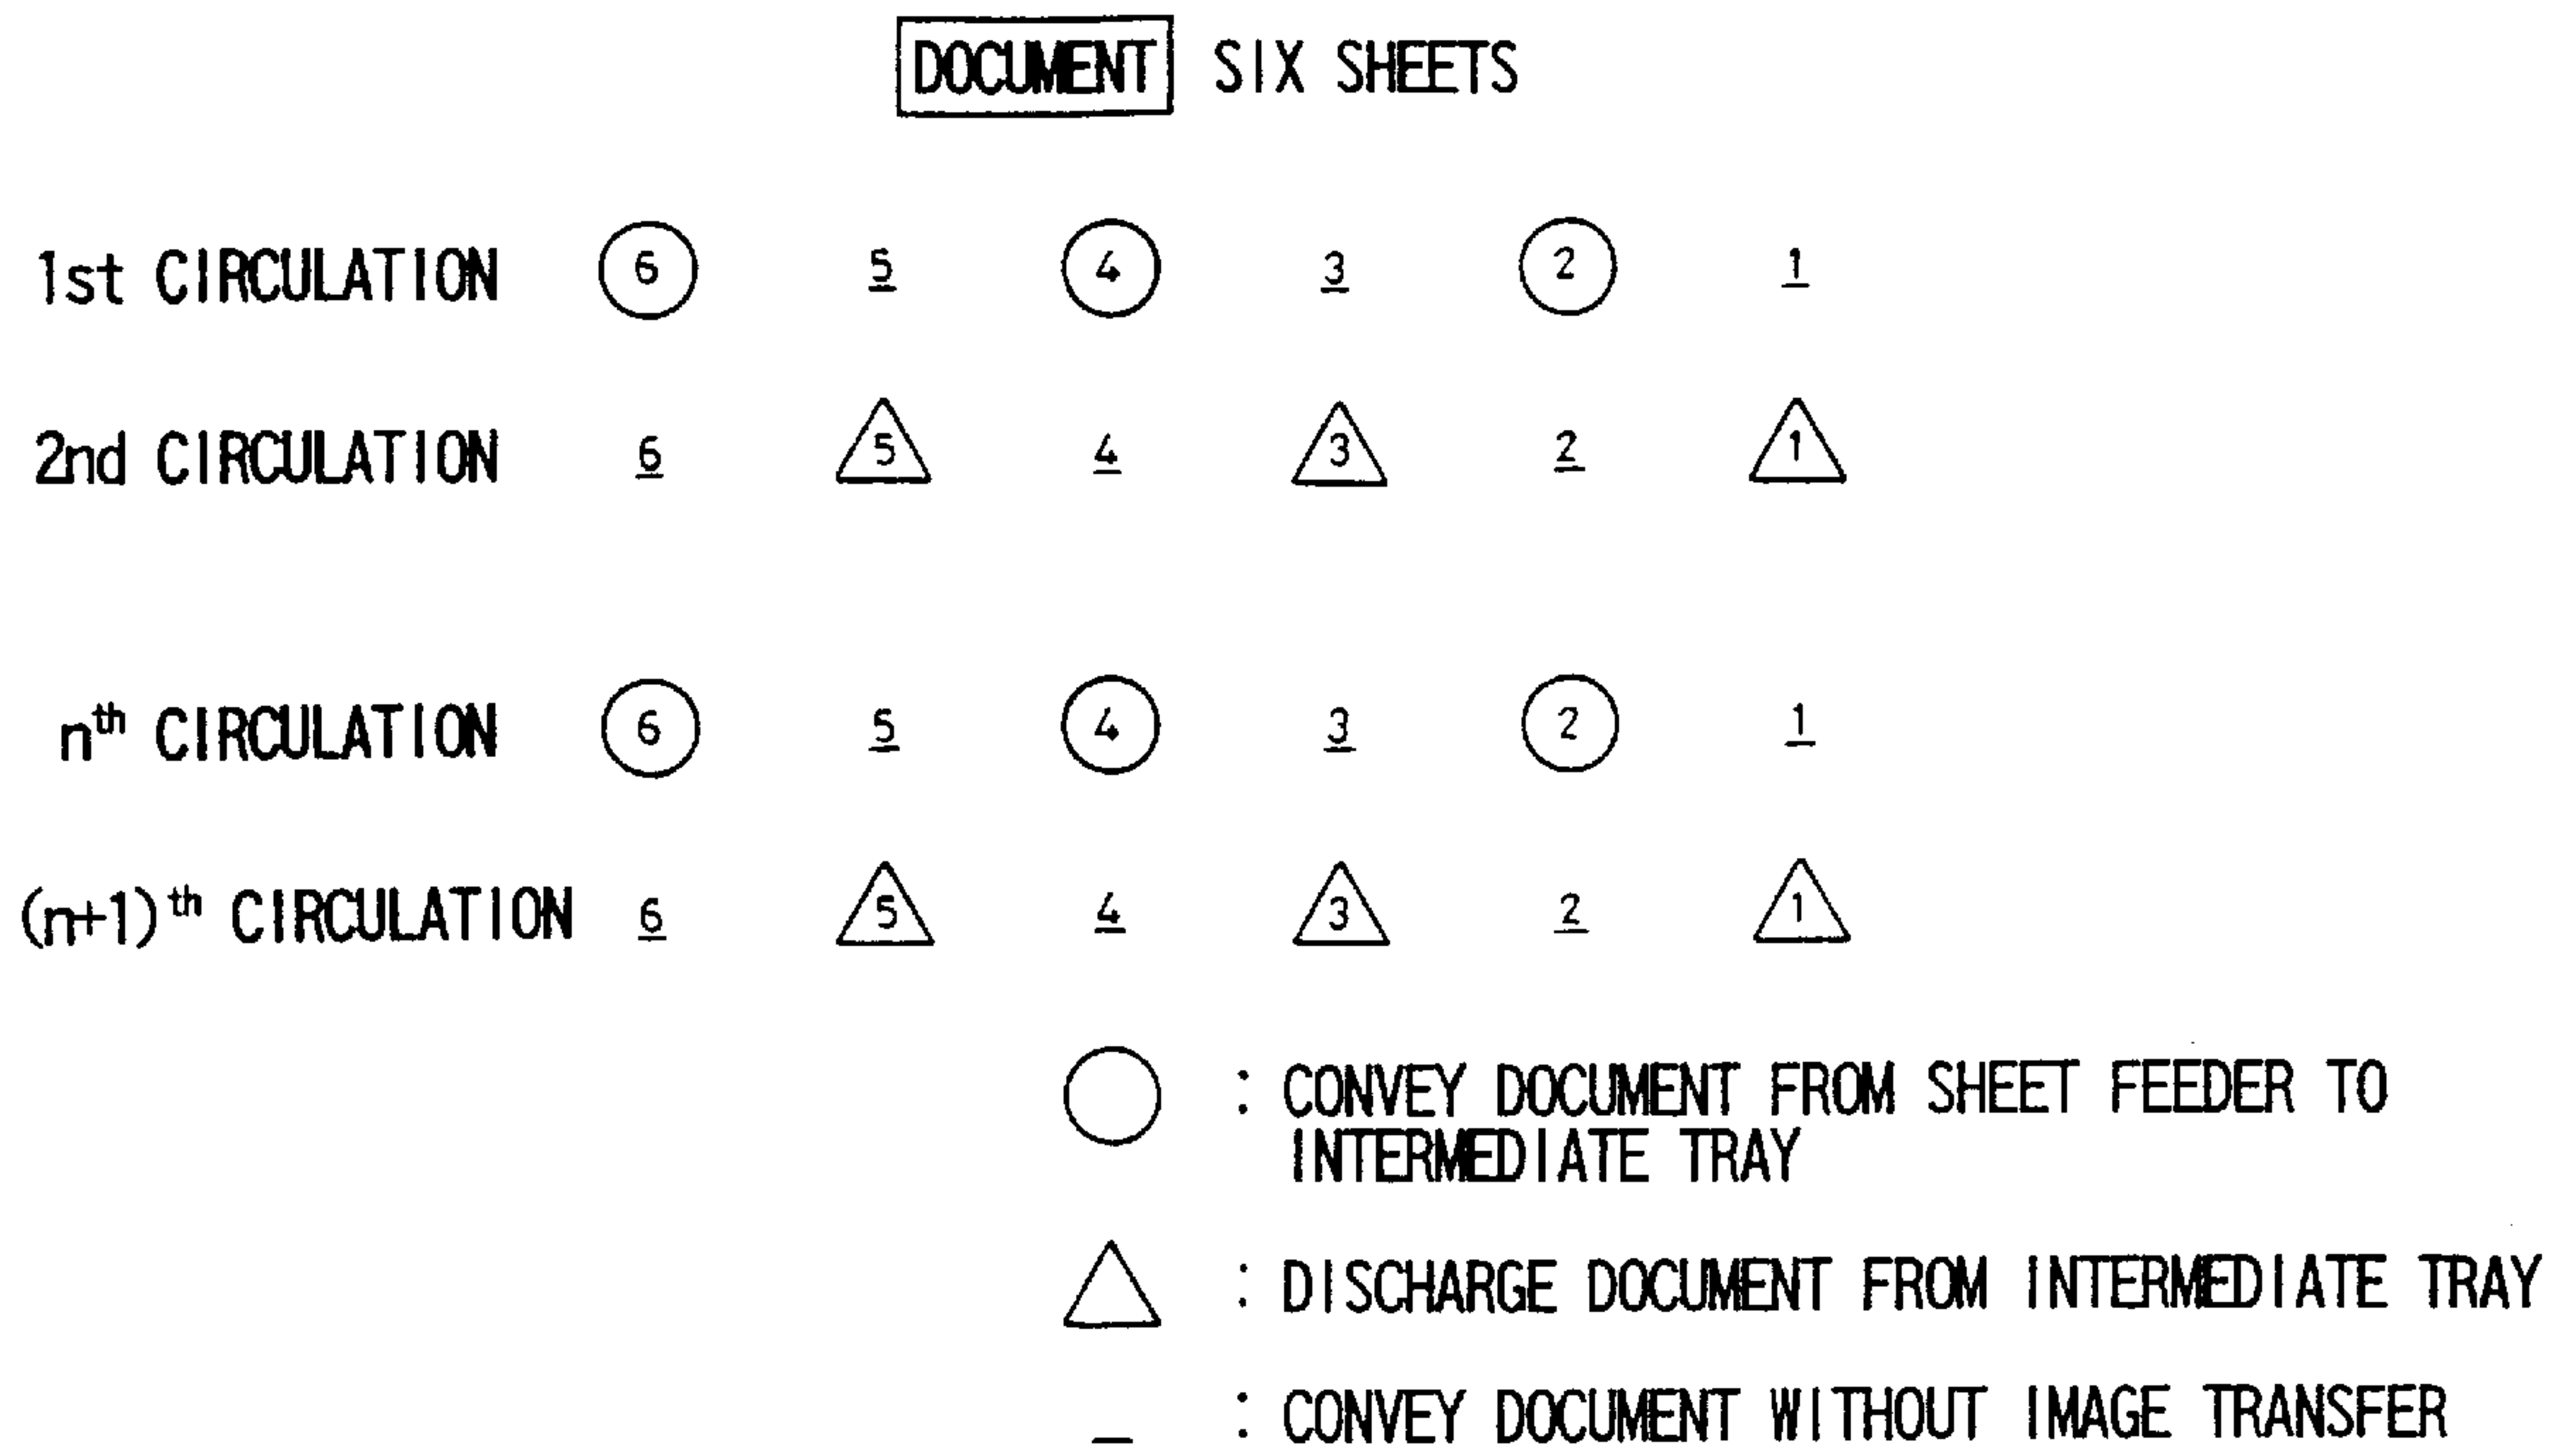 DOCUMENT SIX SHEETS
1st CIRCULATION 6 5 4 3 2 1
2nd CIRCULATION 6 5 4 3 2 1
nth CIRCULATION 6 5 4 3 2 1
(n+1)th CIRCULATION 6 5 4 3 2 1
: CONVEY DOCUMENT FROM SHEET FEEDER TO
INTERMEDIATE TRAY
: DISCHARGE DOCUMENT FROM INTERMEDIATE TRAY
: CONVEY DOCUMENT WITHOUT IMAGE TRANSFER